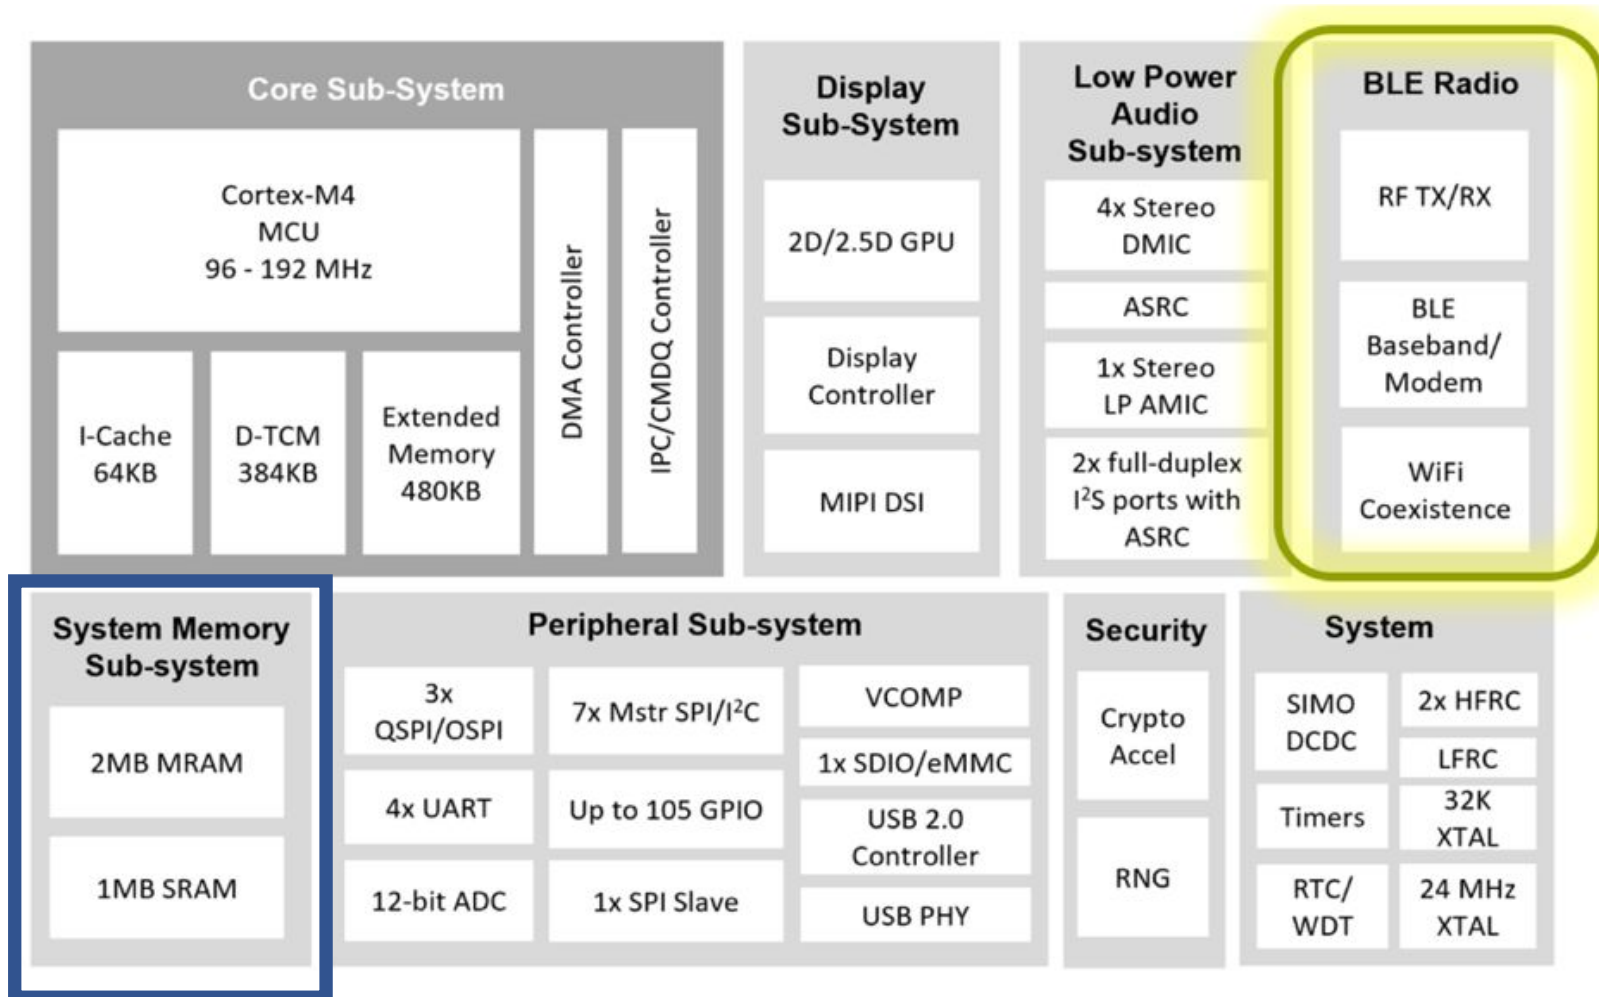 Core Sub-System
Cortex-M4
MCU
96 - 192 MHz
I-Cache
64KB
D-TCM
384KB
Extended
Memory
480KB
DMA Controller
IPC/CMDQ Controller
Display
Sub-System
2D/2.5D GPU
Display
Controller
MIPI DSI
Low Power
Audio
Sub-system
4x Stereo
DMIC
ASRC
1x Stereo
LP AMIC
2x full-duplex
I²S ports with
ASRC
BLE Radio
RF TX/RX
BLE
Baseband/
Modem
WiFi
Coexistence
System Memory
Sub-system
2MB MRAM
1MB SRAM
Peripheral Sub-system
3x
QSPI/OSPI
4x UART
12-bit ADC
7x Mstr SPI/I²C
Up to 105 GPIO
1x SPI Slave
VCOMP
1x SDIO/eMMC
USB 2.0
Controller
USB PHY
Security
Crypto
Accel
RNG
System
SIMO
DCDC
Timers
RTC/
WDT
2x HFRC
LFRC
32K
XTAL
24 MHz
XTAL